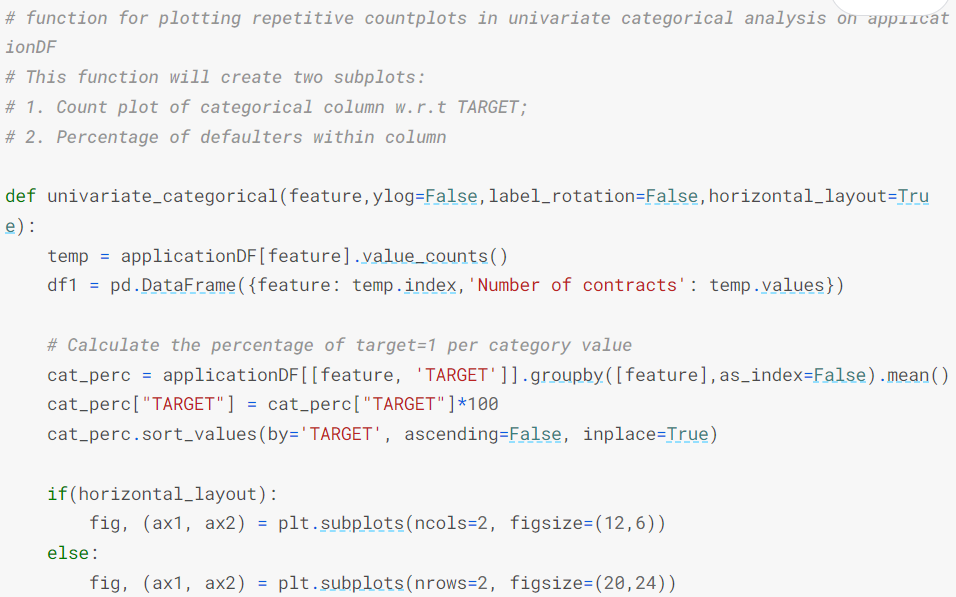 # function for plotting repetitive countplots in univariate categorical analysis on applicat
ionDF
# This function will create two subplots:
# 1. Count plot of categorical column w.r.t TARGET;
# 2. Percentage of defaulters within column
def univariate_categorical(feature,ylog=False,label_rotation=False,horizontal_layout=Tru
e):
    temp = applicationDF[feature].value_counts()
    df1 = pd.DataFrame({feature: temp.index,'Number of contracts': temp.values})
    # Calculate the percentage of target=1 per category value
    cat_perc = applicationDF[[feature, 'TARGET']].groupby([feature],as_index=False).mean()
    cat_perc["TARGET"] = cat_perc["TARGET"]*100
    cat_perc.sort_values(by='TARGET', ascending=False, inplace=True)
    if(horizontal_layout):
        fig, (ax1, ax2) = plt.subplots(ncols=2, figsize=(12,6))
    else:
        fig, (ax1, ax2) = plt.subplots(nrows=2, figsize=(20,24))